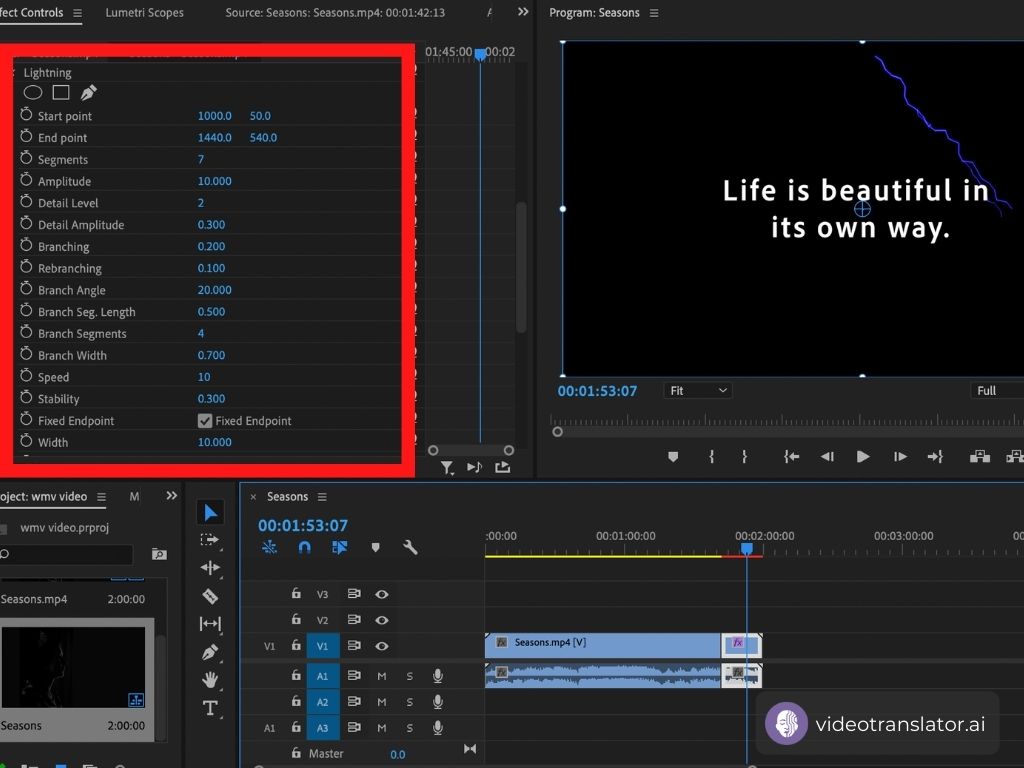 ffect Controls
Lumetri Scopes
Source: Seasons: Seasons.mp4: 00:01:42:13
Program: Seasons
01:45:00
00:02
Lightning
Start point 1000.0 50.0
End point 1440.0 540.0
Segments 7
Amplitude 10.000
Detail Level 2
Detail Amplitude 0.300
Branching 0.200
Rebranching 0.100
Branch Angle 20.000
Branch Seg. Length 0.500
Branch Segments 4
Branch Width 0.700
Speed 10
Stability 0.300
Fixed Endpoint Fixed Endpoint
Width 10.000
Life is beautiful in
its own way.
00:01:53:07 Fit Full
oject: wmv video M
wmv video.prproj
Seasons.mp4 2:00:00
Seasons 2:00:00
T
× Seasons
00:01:53:07
:00:00 00:01:00:00 00:02:00:00 00:03:00:00 00
V3
V2
V1 V1 fx Seasons.mp4 [V] fx
A1 M S fx fx
A2 M S
A1 A3 M S
Master 0.0
videotranslator.ai